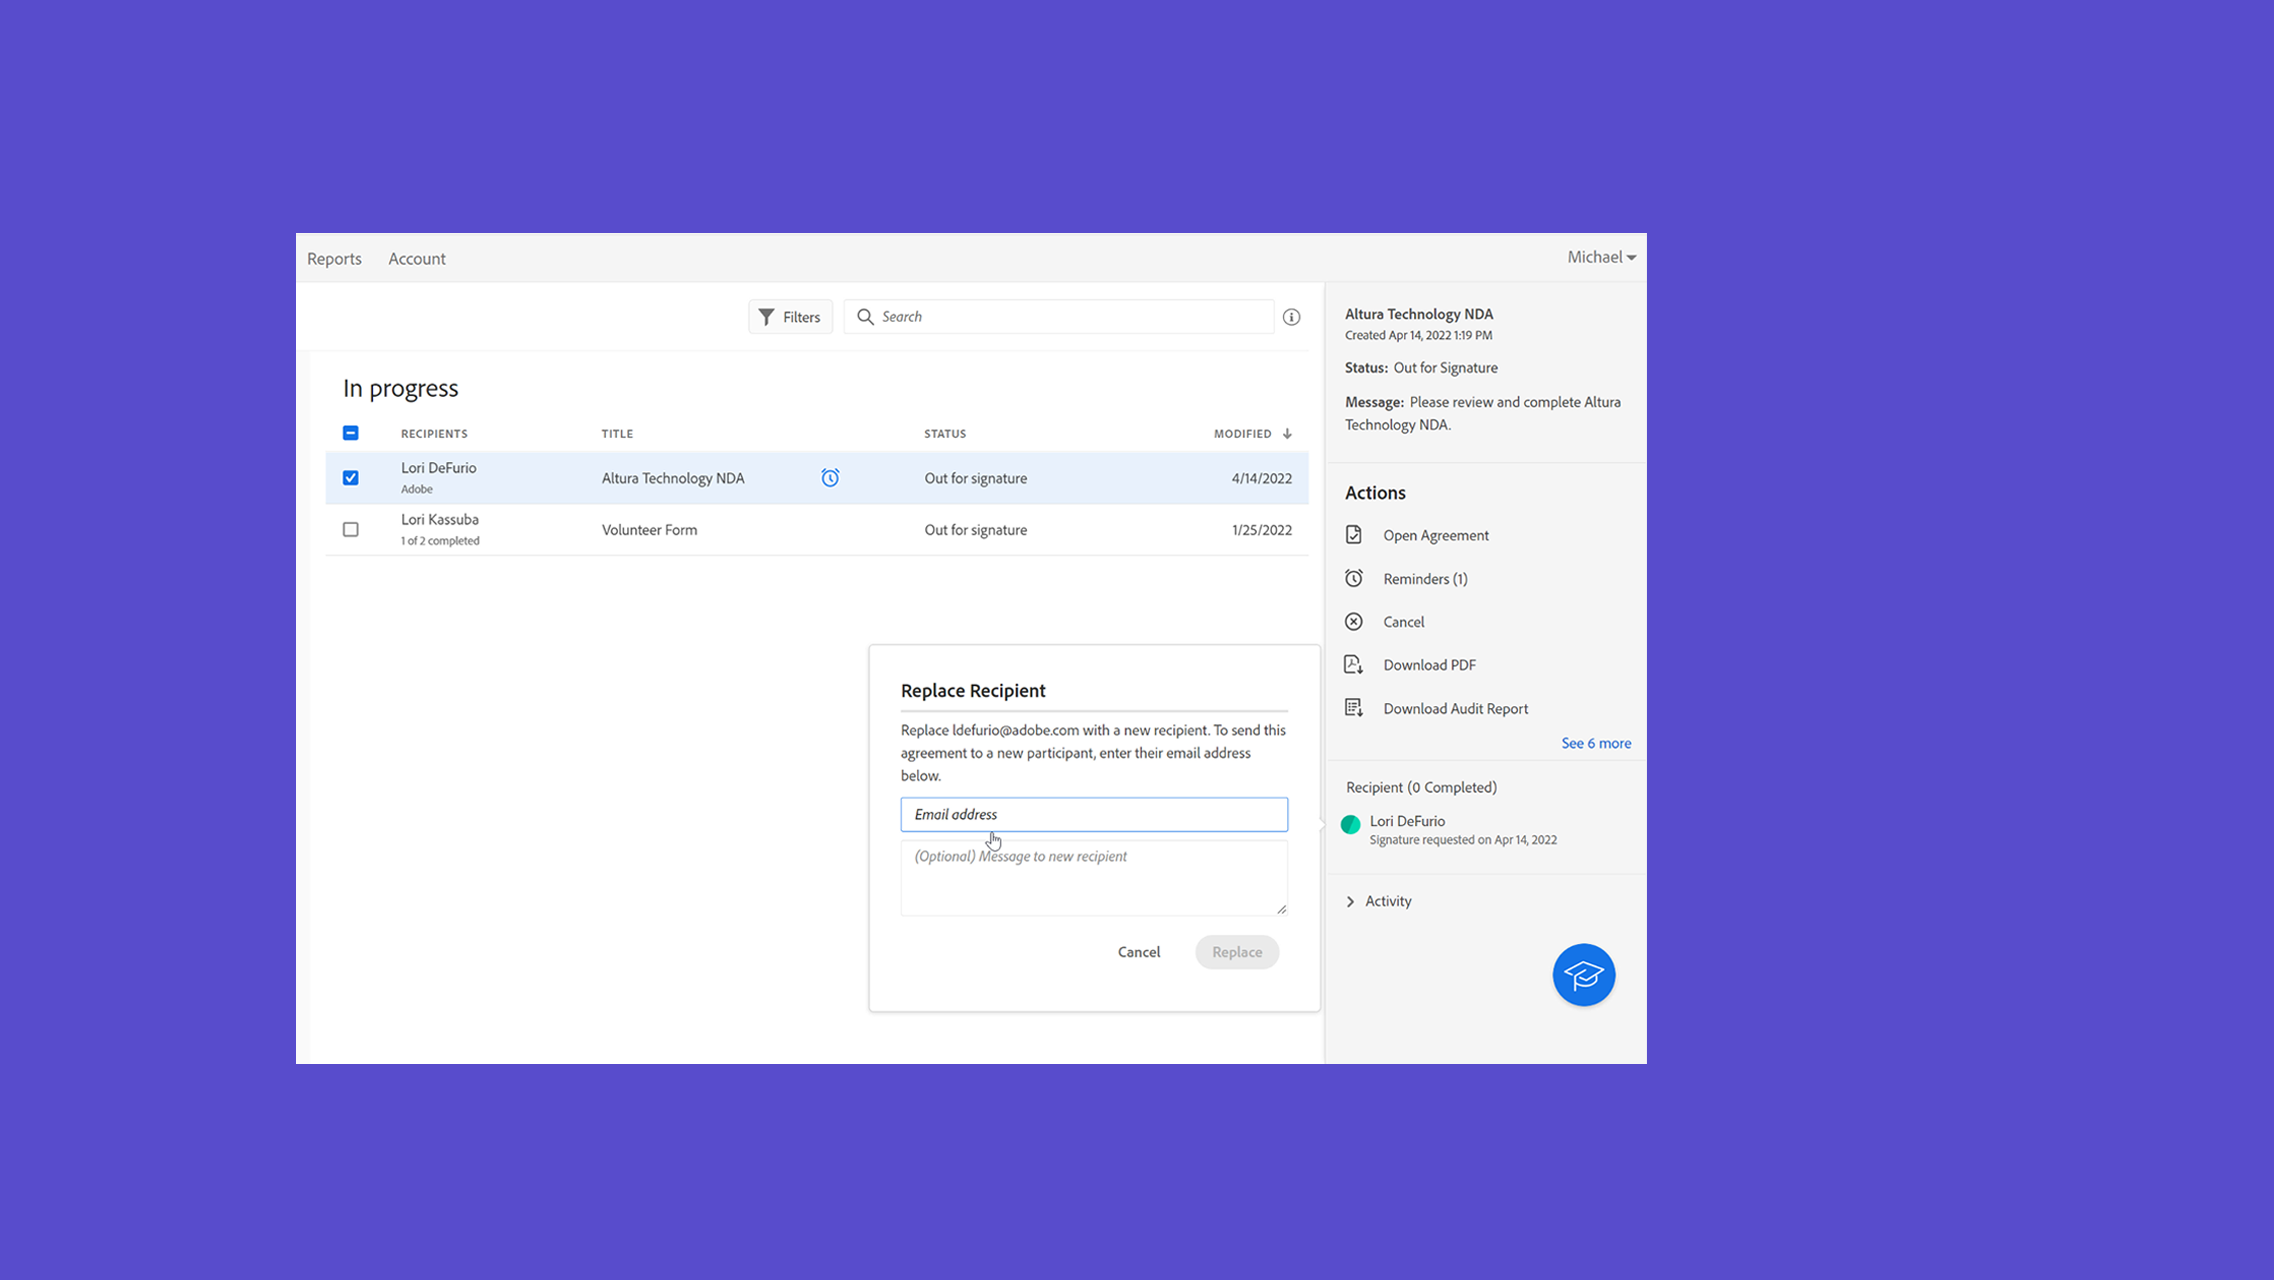 Reports Account Michael
Filters Search
In progress
RECIPIENTS TITLE STATUS MODIFIED
Lori DeFurio
Adobe
Altura Technology NDA Out for signature 4/14/2022
Lori Kassuba
1 of 2 completed
Volunteer Form Out for signature 1/25/2022
Replace Recipient
Replace ldefurio@adobe.com with a new recipient. To send this
agreement to a new participant, enter their email address
below.
Email address
(Optional) Message to new recipient
Cancel Replace
Altura Technology NDA
Created Apr 14, 2022 1:19 PM
Status: Out for Signature
Message: Please review and complete Altura
Technology NDA.
Actions
Open Agreement
Reminders (1)
Cancel
Download PDF
Download Audit Report
See 6 more
Recipient (0 Completed)
Lori DeFurio
Signature requested on Apr 14, 2022
Activity